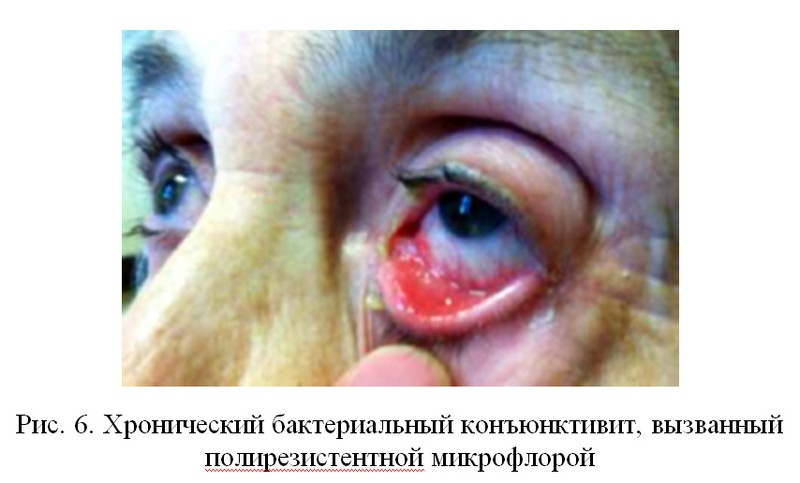 Рис. 6. Хронический бактериальный конъюнктивит, вызванный
полирезистентной микрофлорой